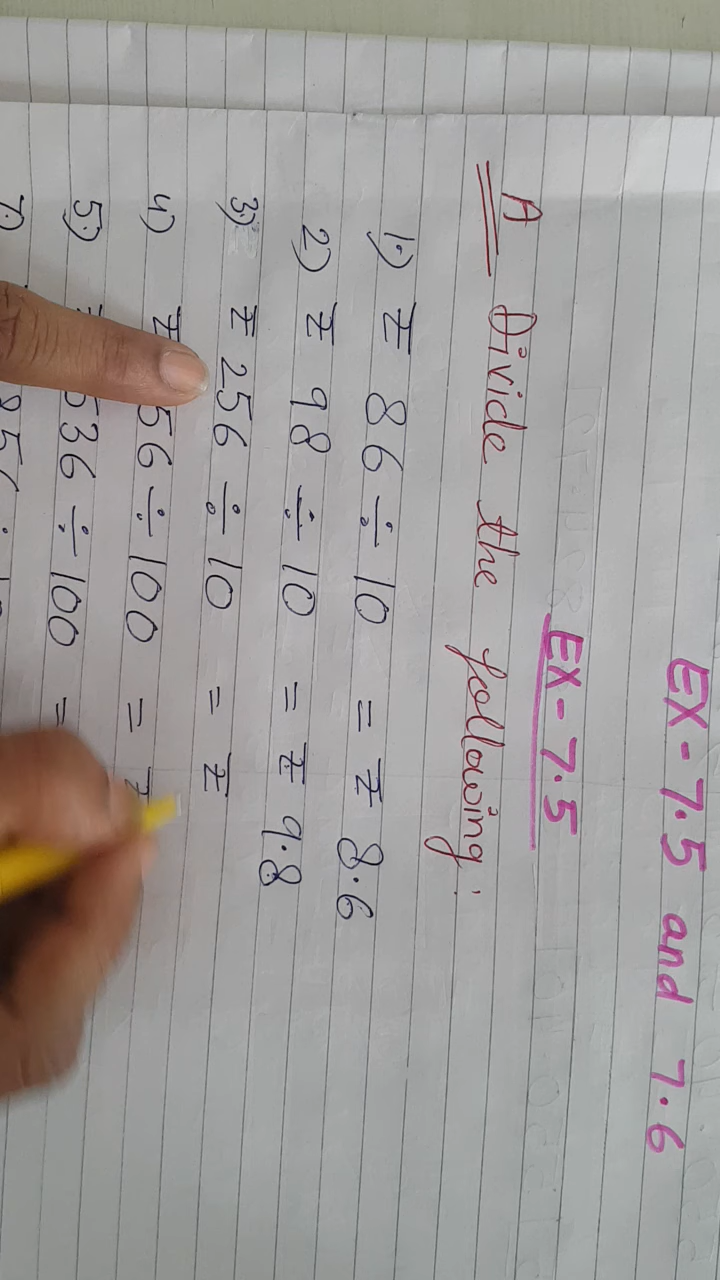 EX - 7.5 and 7.6
EX - 7.5
A Divide the following:
1.) ₹ 86 ÷ 10 = ₹ 8.6
2.) ₹ 98 ÷ 10 = ₹ 9.8
3.) ₹ 256 ÷ 10 = ₹
4.) ₹ 56 ÷ 100 = ₹
5.) 536 ÷ 100 =
7.)